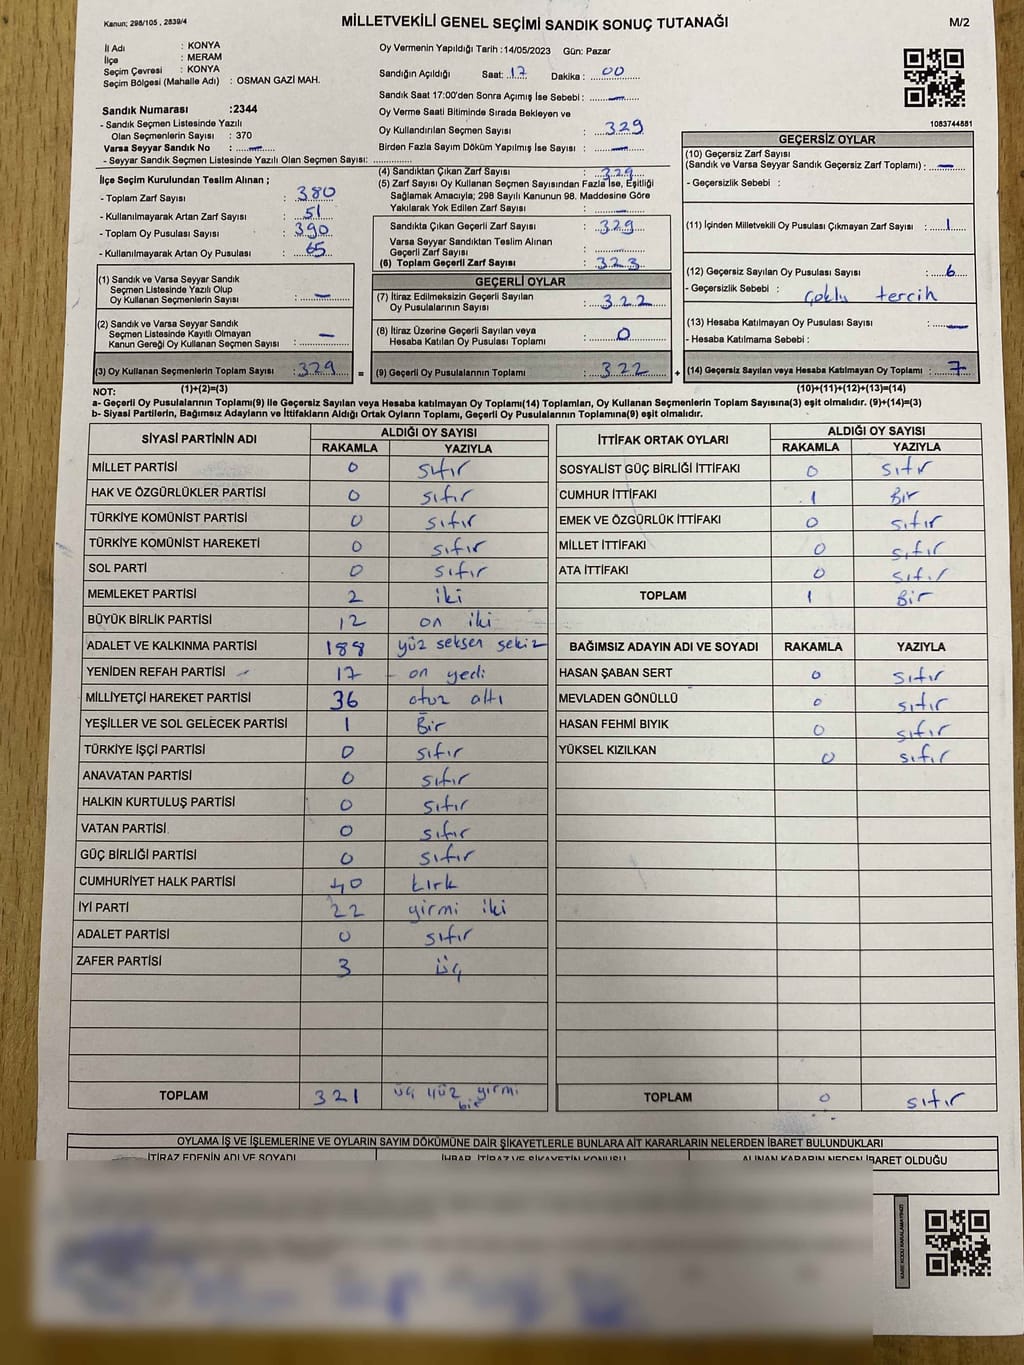 Kanun; 298/105 , 2839/4
MİLLETVEKİLİ GENEL SEÇİMİ SANDIK SONUÇ TUTANAĞI
M/2
İl Adı : KONYA
İlçe : MERAM
Seçim Çevresi : KONYA
Seçim Bölgesi (Mahalle Adı) : OSMAN GAZİ MAH.
Sandık Numarası :2344
- Sandık Seçmen Listesinde Yazılı
Olan Seçmenlerin Sayısı : 370
Varsa Seyyar Sandık No : —
- Seyyar Sandık Seçmen Listesinde Yazılı Olan Seçmen Sayısı:
Oy Vermenin Yapıldığı Tarih :14/05/2023 Gün: Pazar
Sandığın Açıldığı Saat: 17 Dakika : 00
Sandık Saat 17:00'den Sonra Açımış İse Sebebi : —
Oy Verme Saati Bitiminde Sırada Bekleyen ve
Oy Kullandırılan Seçmen Sayısı : 329
Birden Fazla Sayım Döküm Yapılmış İse Sayısı : —
1083744881
İlçe Seçim Kurulundan Teslim Alınan ;
- Toplam Zarf Sayısı : 380
- Kullanılmayarak Artan Zarf Sayısı : 51
- Toplam Oy Pusulası Sayısı : 390
- Kullanılmayarak Artan Oy Pusulası : 65
(4) Sandıktan Çıkan Zarf Sayısı : 329
(5) Zarf Sayısı Oy Kullanan Seçmen Sayısından Fazla İse, Eşitliği
Sağlamak Amacıyla; 298 Sayılı Kanunun 98. Maddesine Göre
Yakılarak Yok Edilen Zarf Sayısı : —
Sandıkta Çıkan Geçerli Zarf Sayısı : 329
Varsa Seyyar Sandıktan Teslim Alınan
Geçerli Zarf Sayısı :
(6) Toplam Geçerli Zarf Sayısı : 323
GEÇERSİZ OYLAR
(10) Geçersiz Zarf Sayısı
(Sandık ve Varsa Seyyar Sandık Geçersiz Zarf Toplamı) : —
- Geçersizlik Sebebi :
(11) İçinden Milletvekili Oy Pusulası Çıkmayan Zarf Sayısı : 1
(12) Geçersiz Sayılan Oy Pusulası Sayısı : 6
- Geçersizlik Sebebi : çoklu tercih
(13) Hesaba Katılmayan Oy Pusulası Sayısı : —
- Hesaba Katılmama Sebebi :
(14) Geçersiz Sayılan veya Hesaba Katılmayan Oy Toplamı : 7
(1) Sandık ve Varsa Seyyar Sandık
Seçmen Listesinde Yazılı Olup
Oy Kullanan Seçmenlerin Sayısı : —
(2) Sandık ve Varsa Seyyar Sandık
Seçmen Listesinde Kayıtlı Olmayan
Kanun Gereği Oy Kullanan Seçmen Sayısı : —
(3) Oy Kullanan Seçmenlerin Toplam Sayısı : 329 =
GEÇERLİ OYLAR
(7) İtiraz Edilmeksizin Geçerli Sayılan
Oy Pusulalarının Sayısı : 322
(8) İtiraz Üzerine Geçerli Sayılan veya
Hesaba Katılan Oy Pusulası Toplamı : 0
(9) Geçerli Oy Pusulalarının Toplamı : 322 +
NOT: (1)+(2)=(3) (10)+(11)+(12)+(13)=(14)
a- Geçerli Oy Pusulalarının Toplamı(9) ile Geçersiz Sayılan veya Hesaba katılmayan Oy Toplamı(14) Toplamları, Oy Kullanan Seçmenlerin Toplam Sayısına(3) eşit olmalıdır. (9)+(14)=(3)
b- Siyasi Partilerin, Bağımsız Adayların ve İttifakların Aldığı Ortak Oyların Toplamı, Geçerli Oy Pusulalarının Toplamına(9) eşit olmalıdır.
SİYASİ PARTİNİN ADI ALDIĞI OY SAYISI
RAKAMLA YAZIYLA
MİLLET PARTİSİ 0 sıfır
HAK VE ÖZGÜRLÜKLER PARTİSİ 0 sıfır
TÜRKİYE KOMÜNİST PARTİSİ 0 sıfır
TÜRKİYE KOMÜNİST HAREKETİ 0 sıfır
SOL PARTİ 0 sıfır
MEMLEKET PARTİSİ 2 iki
BÜYÜK BİRLİK PARTİSİ 12 on iki
ADALET VE KALKINMA PARTİSİ 188 yüz seksen sekiz
YENİDEN REFAH PARTİSİ 17 on yedi
MİLLİYETÇİ HAREKET PARTİSİ 36 otuz altı
YEŞİLLER VE SOL GELECEK PARTİSİ 1 Bir
TÜRKİYE İŞÇİ PARTİSİ 0 sıfır
ANAVATAN PARTİSİ 0 sıfır
HALKIN KURTULUŞ PARTİSİ 0 sıfır
VATAN PARTİSİ 0 sıfır
GÜÇ BİRLİĞİ PARTİSİ 0 sıfır
CUMHURİYET HALK PARTİSİ 40 kırk
İYİ PARTİ 22 yirmi iki
ADALET PARTİSİ 0 sıfır
ZAFER PARTİSİ 3 üç
TOPLAM 321 üç yüz yirmi
bir
İTTİFAK ORTAK OYLARI ALDIĞI OY SAYISI
RAKAMLA YAZIYLA
SOSYALİST GÜÇ BİRLİĞİ İTTİFAKI 0 sıfır
CUMHUR İTTİFAKI 1 Bir
EMEK VE ÖZGÜRLÜK İTTİFAKI 0 sıfır
MİLLET İTTİFAKI 0 sıfır
ATA İTTİFAKI 0 sıfır
TOPLAM 1 Bir
BAĞIMSIZ ADAYIN ADI VE SOYADI RAKAMLA YAZIYLA
HASAN ŞABAN SERT 0 sıfır
MEVLADEN GÖNÜLLÜ 0 sıfır
HASAN FEHMİ BIYIK 0 sıfır
YÜKSEL KIZILKAN 0 sıfır
TOPLAM 0 sıfır
OYLAMA İŞ VE İŞLEMLERİNE VE OYLARIN SAYIM DÖKÜMÜNE DAİR ŞİKAYETLERLE BUNLARA AİT KARARLARIN NELERDEN İBARET BULUNDUKLARI
İTİRAZ EDENİN ADI VE SOYADI İHBAR, İTİRAZ VE ŞİKAYETİN KONUSU ALINAN KARARIN NEDEN İBARET OLDUĞU
KARE KODU KARALAMAYINIZ!